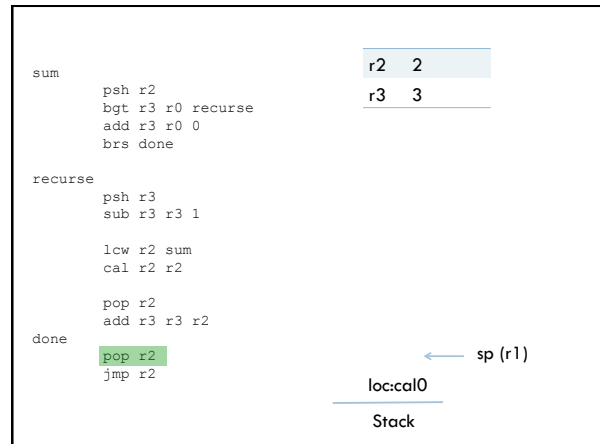 sum
psh r2
bgt r3 r0 recurse
add r3 r0 0
brs done
recurse
psh r3
sub r3 r3 1
lcw r2 sum
cal r2 r2
pop r2
add r3 r3 r2
done
pop r2
jmp r2
r2 2
r3 3
sp (r1)
loc:cal0
Stack